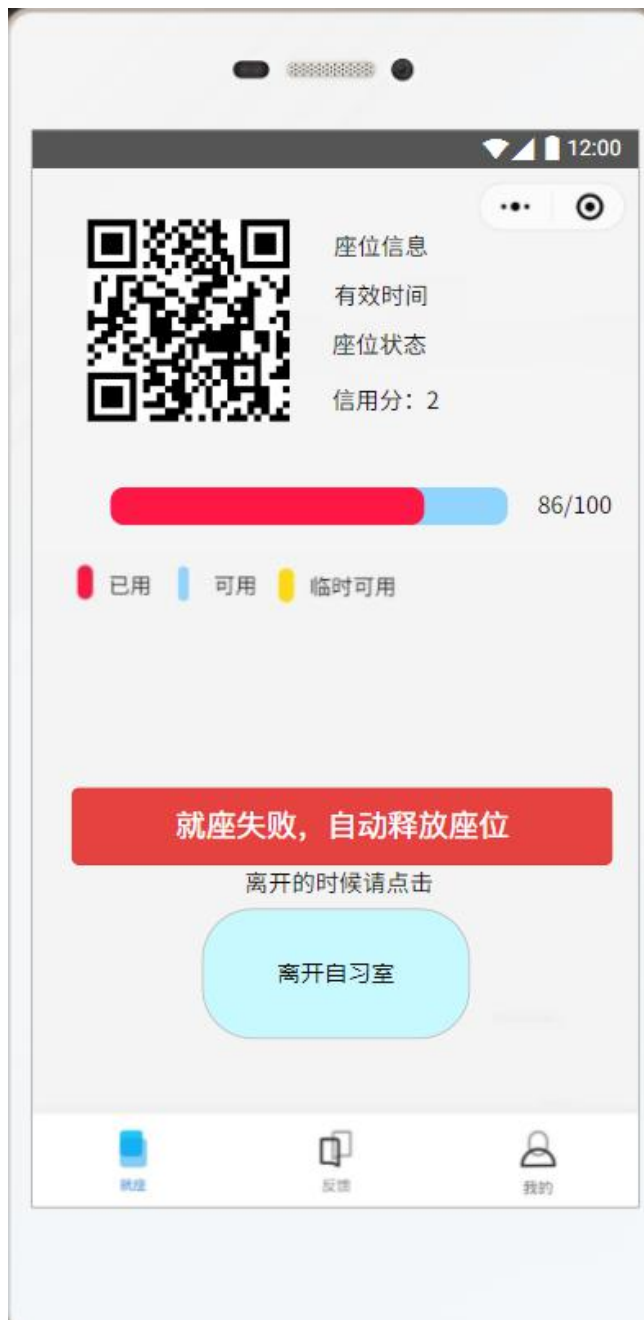 12:00
座位信息
有效时间
座位状态
信用分：2
86/100
已用 可用 临时可用
就座失败，自动释放座位
离开的时候请点击
离开自习室
就座 反馈 我的